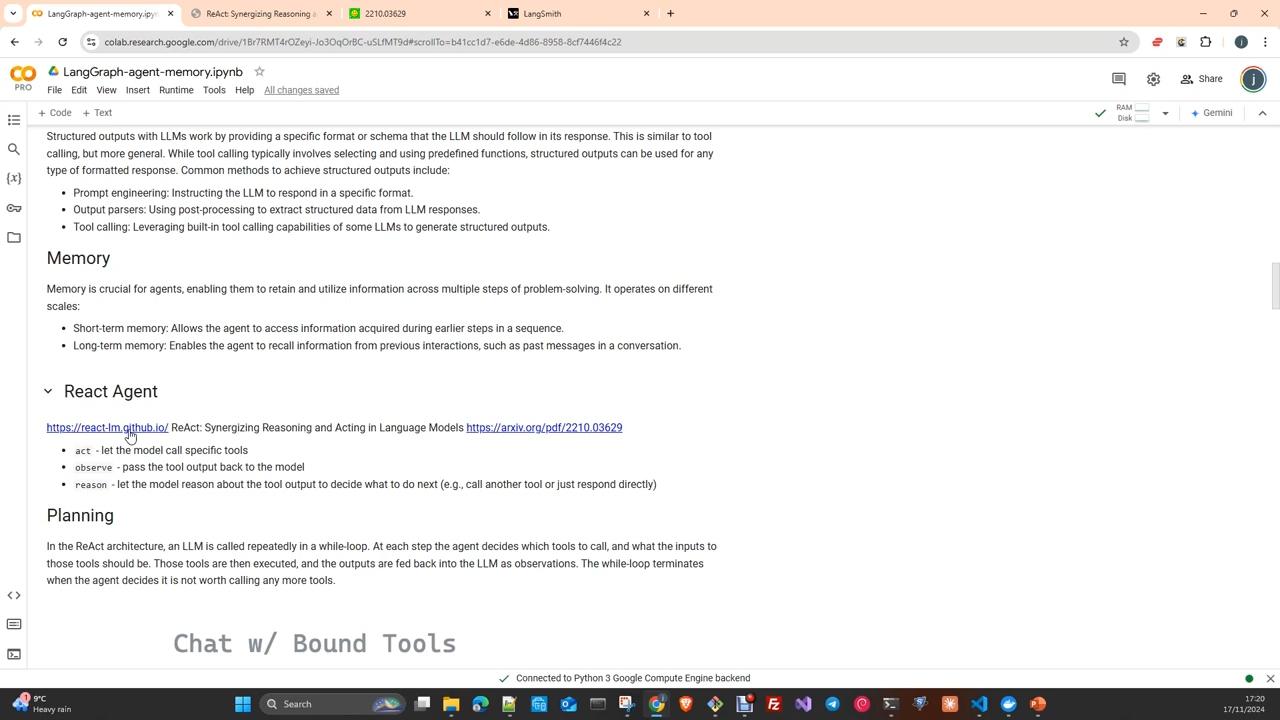 LangGraph-agent-memory.ipyn
ReAct: Synergizing Reasoning a
2210.03629
LangSmith
colab.research.google.com/drive/1Br7RMT4rOZeyi-Jo3OqOrBC-uSLfMT9d#scrollTo=b41cc1d7-e6de-4d86-8958-8cf7446f4c22
PRO
LangGraph-agent-memory.ipynb
Share
File Edit View Insert Runtime Tools Help All changes saved
+ Code + Text
RAM
Disk
Gemini
Structured outputs with LLMs work by providing a specific format or schema that the LLM should follow in its response. This is similar to tool
calling, but more general. While tool calling typically involves selecting and using predefined functions, structured outputs can be used for any
type of formatted response. Common methods to achieve structured outputs include:
• Prompt engineering: Instructing the LLM to respond in a specific format.
• Output parsers: Using post-processing to extract structured data from LLM responses.
• Tool calling: Leveraging built-in tool calling capabilities of some LLMs to generate structured outputs.
Memory
Memory is crucial for agents, enabling them to retain and utilize information across multiple steps of problem-solving. It operates on different
scales:
• Short-term memory: Allows the agent to access information acquired during earlier steps in a sequence.
• Long-term memory: Enables the agent to recall information from previous interactions, such as past messages in a conversation.
React Agent
https://react-lm.github.io/ ReAct: Synergizing Reasoning and Acting in Language Models https://arxiv.org/pdf/2210.03629
• act - let the model call specific tools
• observe - pass the tool output back to the model
• reason - let the model reason about the tool output to decide what to do next (e.g., call another tool or just respond directly)
Planning
In the ReAct architecture, an LLM is called repeatedly in a while-loop. At each step the agent decides which tools to call, and what the inputs to
those tools should be. Those tools are then executed, and the outputs are fed back into the LLM as observations. The while-loop terminates
when the agent decides it is not worth calling any more tools.
Chat w/ Bound Tools
Connected to Python 3 Google Compute Engine backend
1
9°C
Heavy rain
Search
17:20
17/11/2024